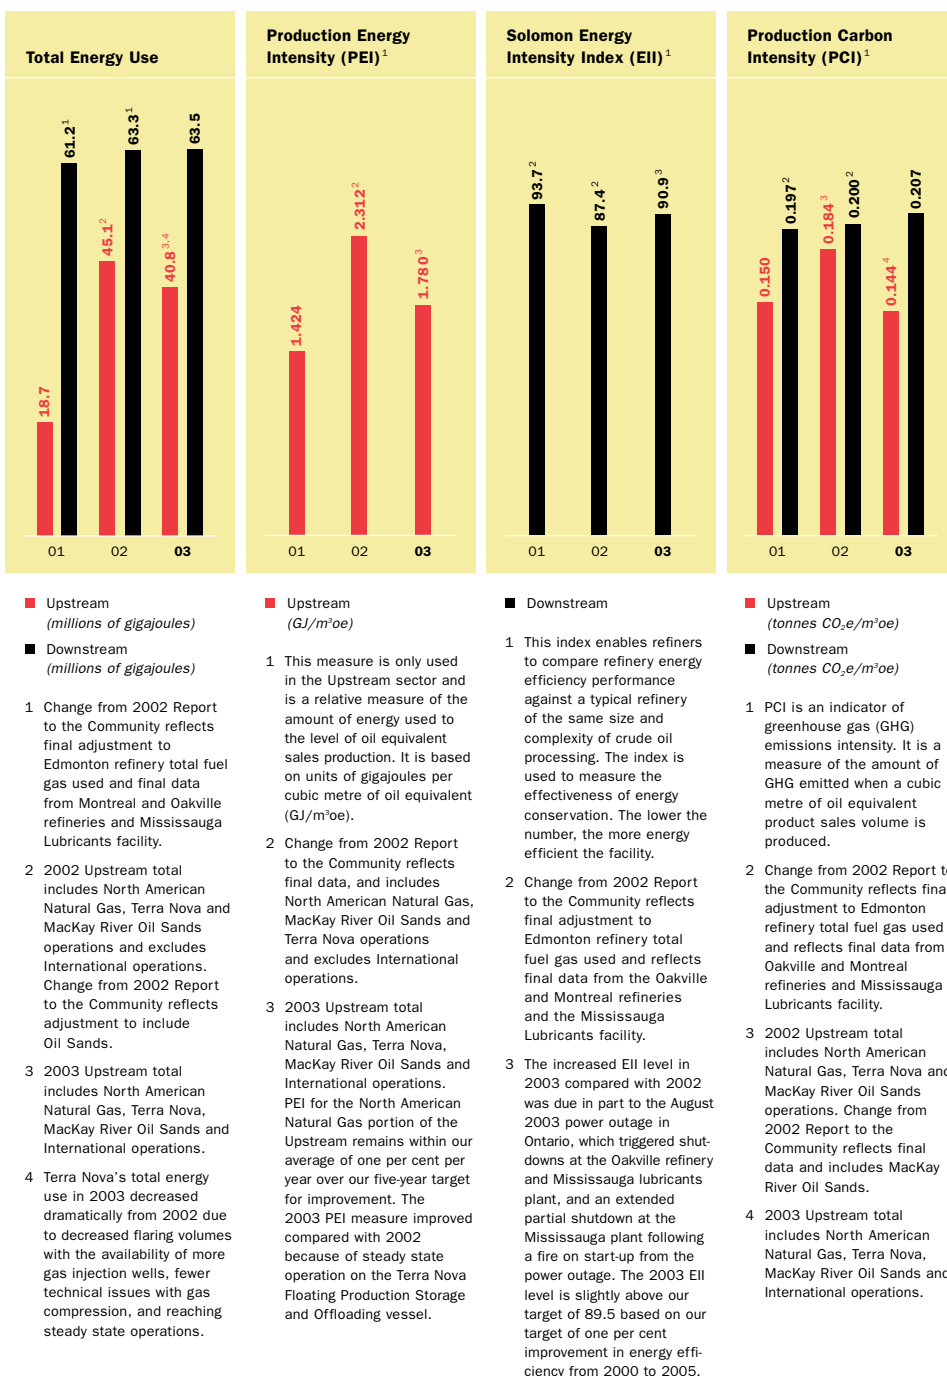 Total Energy Use
61.2 1
63.3 1
63.5
45.1 2
40.8 3,4
18.7
01 02 03
Upstream
(millions of gigajoules)
Downstream
(millions of gigajoules)
1 Change from 2002 Report
to the Community reflects
final adjustment to
Edmonton refinery total fuel
gas used and final data
from Montreal and Oakville
refineries and Mississauga
Lubricants facility.
2 2002 Upstream total
includes North American
Natural Gas, Terra Nova and
MacKay River Oil Sands
operations and excludes
International operations.
Change from 2002 Report
to the Community reflects
adjustment to include
Oil Sands.
3 2003 Upstream total
includes North American
Natural Gas, Terra Nova,
MacKay River Oil Sands and
International operations.
4 Terra Nova's total energy
use in 2003 decreased
dramatically from 2002 due
to decreased flaring volumes
with the availability of more
gas injection wells, fewer
technical issues with gas
compression, and reaching
steady state operations.
Production Energy
Intensity (PEI) 1
1.424
2.312 2
1.780 3
01 02 03
Upstream
(GJ/m³oe)
1 This measure is only used
in the Upstream sector and
is a relative measure of the
amount of energy used to
the level of oil equivalent
sales production. It is based
on units of gigajoules per
cubic metre of oil equivalent
(GJ/m³oe).
2 Change from 2002 Report
to the Community reflects
final data, and includes
North American Natural Gas,
MacKay River Oil Sands and
Terra Nova operations
and excludes International
operations.
3 2003 Upstream total
includes North American
Natural Gas, Terra Nova,
MacKay River Oil Sands and
International operations.
PEI for the North American
Natural Gas portion of the
Upstream remains within our
average of one per cent per
year over our five-year target
for improvement. The
2003 PEI measure improved
compared with 2002
because of steady state
operation on the Terra Nova
Floating Production Storage
and Offloading vessel.
Solomon Energy
Intensity Index (EII) 1
93.7 2
87.4 2
90.9 3
01 02 03
Downstream
1 This index enables refiners
to compare refinery energy
efficiency performance
against a typical refinery
of the same size and
complexity of crude oil
processing. The index is
used to measure the
effectiveness of energy
conservation. The lower the
number, the more energy
efficient the facility.
2 Change from 2002 Report
to the Community reflects
final adjustment to
Edmonton refinery total
fuel gas used and reflects
final data from the Oakville
and Montreal refineries
and the Mississauga
Lubricants facility.
3 The increased EII level in
2003 compared with 2002
was due in part to the August
2003 power outage in
Ontario, which triggered shut-
downs at the Oakville refinery
and Mississauga lubricants
plant, and an extended
partial shutdown at the
Mississauga plant following
a fire on start-up from the
power outage. The 2003 EII
level is slightly above our
target of 89.5 based on our
target of one per cent
improvement in energy effi-
ciency from 2000 to 2005.
Production Carbon
Intensity (PCI) 1
0.150
0.197 2
0.184 3
0.200 2
0.144 4
0.207
01 02 03
Upstream
(tonnes CO₂e/m³oe)
Downstream
(tonnes CO₂e/m³oe)
1 PCI is an indicator of
greenhouse gas (GHG)
emissions intensity. It is a
measure of the amount of
GHG emitted when a cubic
metre of oil equivalent
product sales volume is
produced.
2 Change from 2002 Report
the Community reflects
adjustment to Edmonton
refinery total fuel gas used
and reflects final data from
Oakville and Montreal
refineries and Mississauga
Lubricants facility.
3 2002 Upstream total
includes North American
Natural Gas, Terra Nova and
MacKay River Oil Sands
operations. Change from
2002 Report to the
Community reflects final
data and includes MacKay
River Oil Sands.
4 2003 Upstream total
includes North American
Natural Gas, Terra Nova,
MacKay River Oil Sands and
International operations.